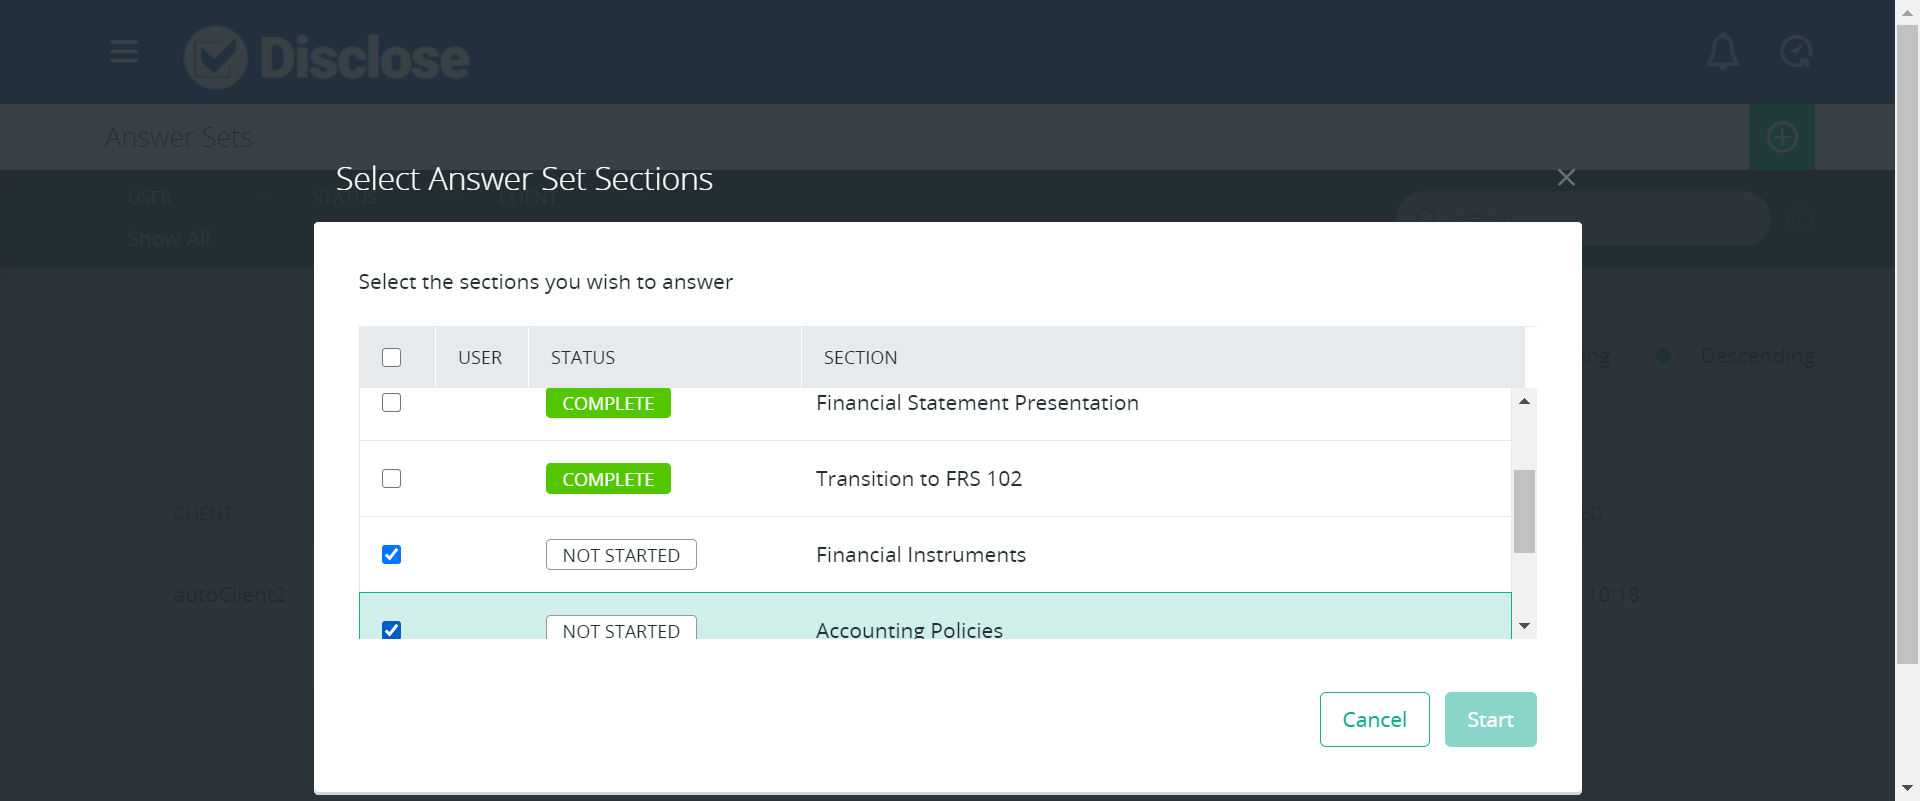 Disclose
Answer Sets
Select Answer Set Sections
USER STATUS CLIENT
Search
Show All
Select the sections you wish to answer
USER STATUS SECTION
Descending
COMPLETE Financial Statement Presentation
COMPLETE Transition to FRS 102
CLIENT
NOT STARTED Financial Instruments
autoClient2 10:18
NOT STARTED Accounting Policies
Cancel Start